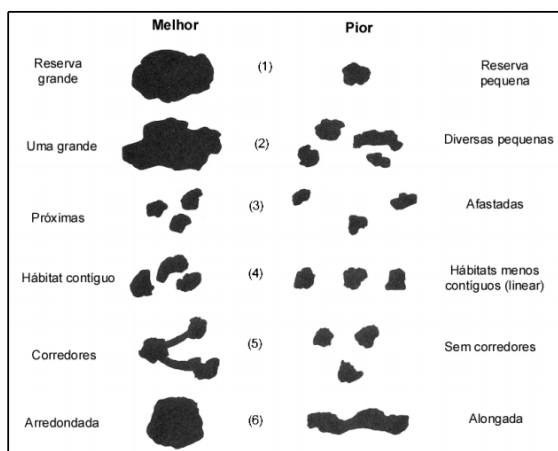 Melhor
Pior
Reserva
grande
(1)
Reserva
pequena
Uma grande
(2)
Diversas pequenas
Próximas
(3)
Afastadas
Hábitat contíguo
(4)
Hábitats menos
contiguos (linear)
Corredores
(5)
Sem corredores
Arredondada
(6)
Alongada